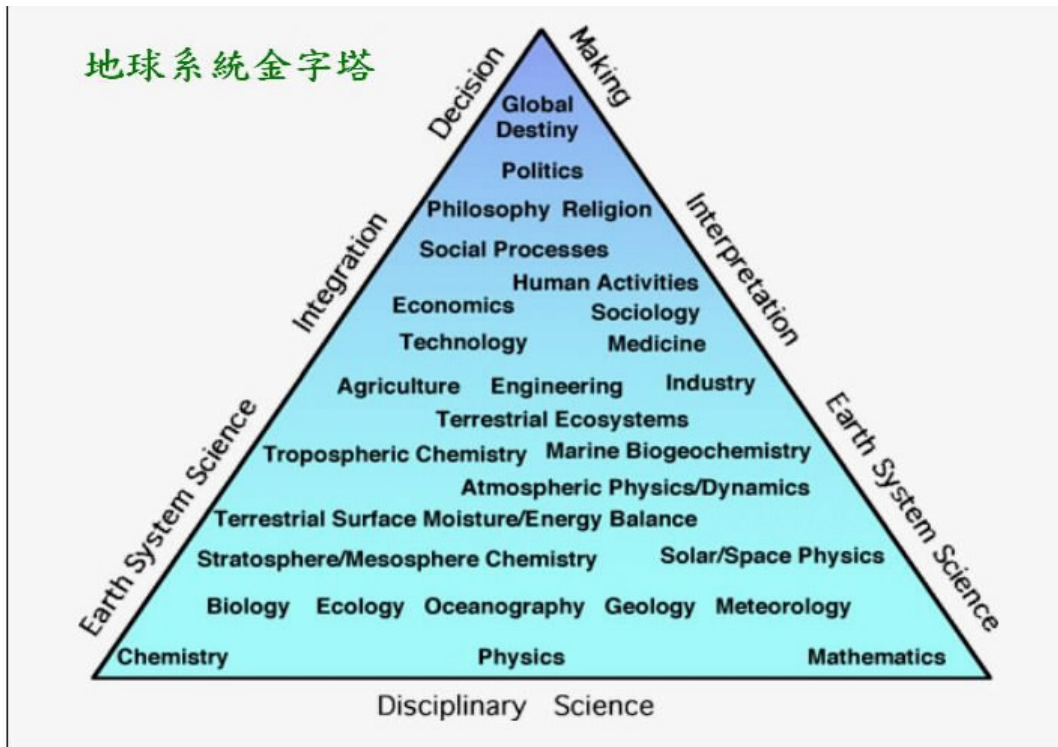 地球系統金字塔
Decision
Making
Global
Destiny
Politics
Philosophy Religion
Integration
Interpretation
Social Processes
Human Activities
Economics
Sociology
Technology
Medicine
Agriculture Engineering Industry
Terrestrial Ecosystems
Earth System Science
Earth System Science
Tropospheric Chemistry Marine Biogeochemistry
Atmospheric Physics/Dynamics
Terrestrial Surface Moisture/Energy Balance
Stratosphere/Mesosphere Chemistry Solar/Space Physics
Biology Ecology Oceanography Geology Meteorology
Chemistry Physics Mathematics
Disciplinary Science